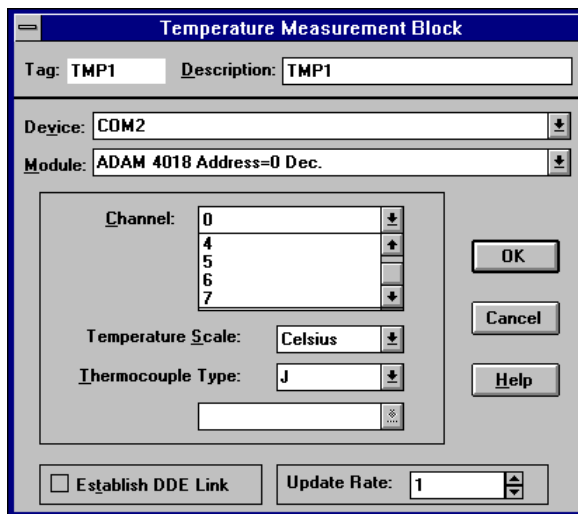 Temperature Measurement Block
Tag: TMP1 Description: TMP1
Device: COM2
Module: ADAM 4018 Address=0 Dec.
Channel: 0
4
5
6
7
OK
Cancel
Temperature Scale: Celsius
Thermocouple Type: J
Help
Establish DDE Link
Update Rate: 1